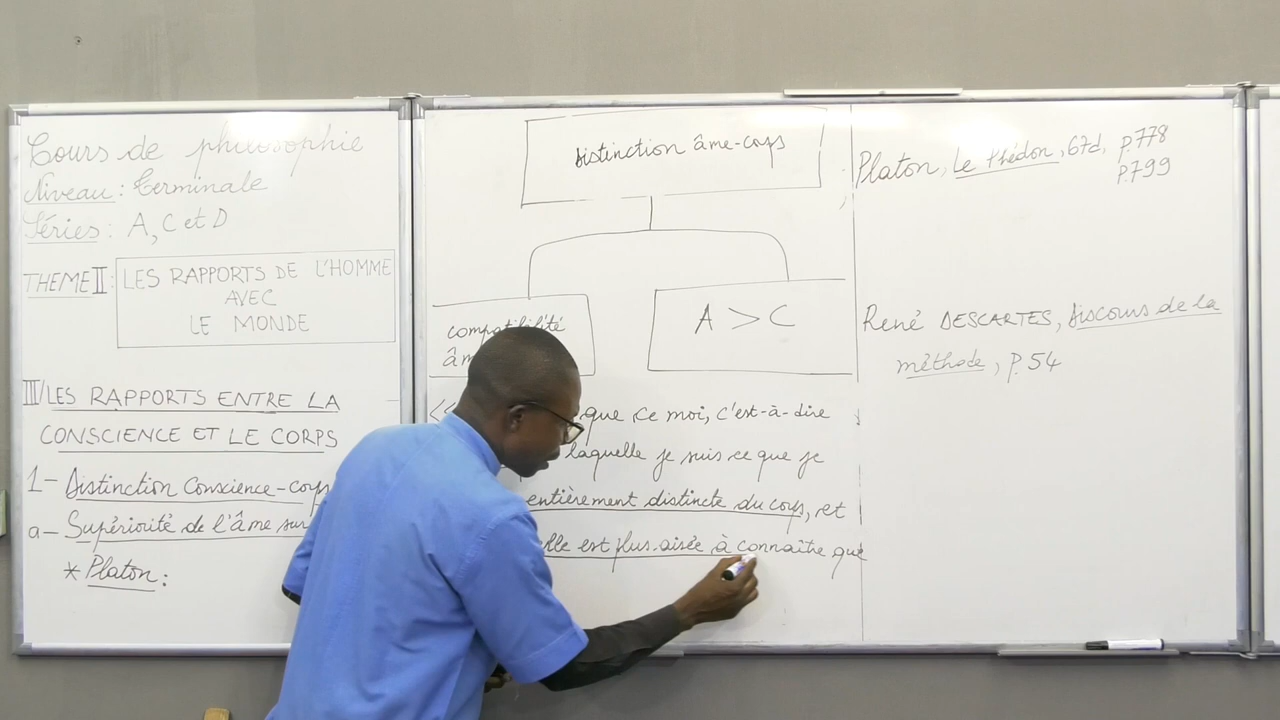 Cours de philosophie
Niveau : Terminale
Séries : A, C et D
THEME II :
LES RAPPORTS DE L'HOMME
AVEC
LE MONDE
III/ LES RAPPORTS ENTRE LA
CONSCIENCE ET LE CORPS
1- Distinction Conscience-corps
a- Supériorité de l'âme sur
* Platon :
Distinction âme-corps
compatibilité
A > C
<< que ce moi, c'est-à-dire
laquelle je suis ce que je
entièrement distincte du corps, et
elle est plus aisée à connaître que
Platon, Le Phédon, 67d, p.778
P.799
René DESCARTES, Discours de la
méthode, p.54